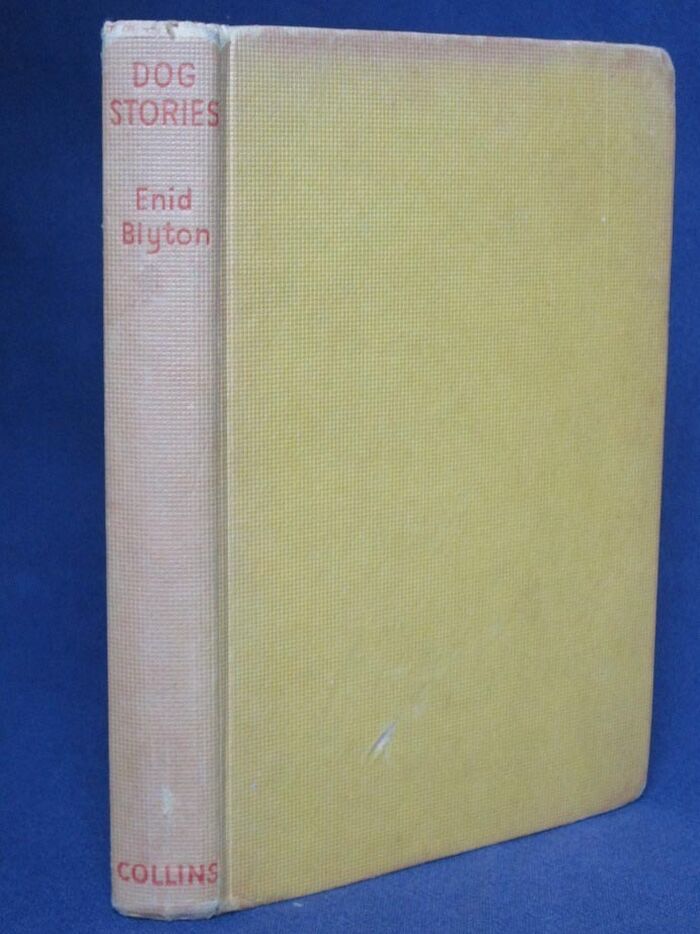 DOG
STORIES
Enid
Blyton
COLLINS